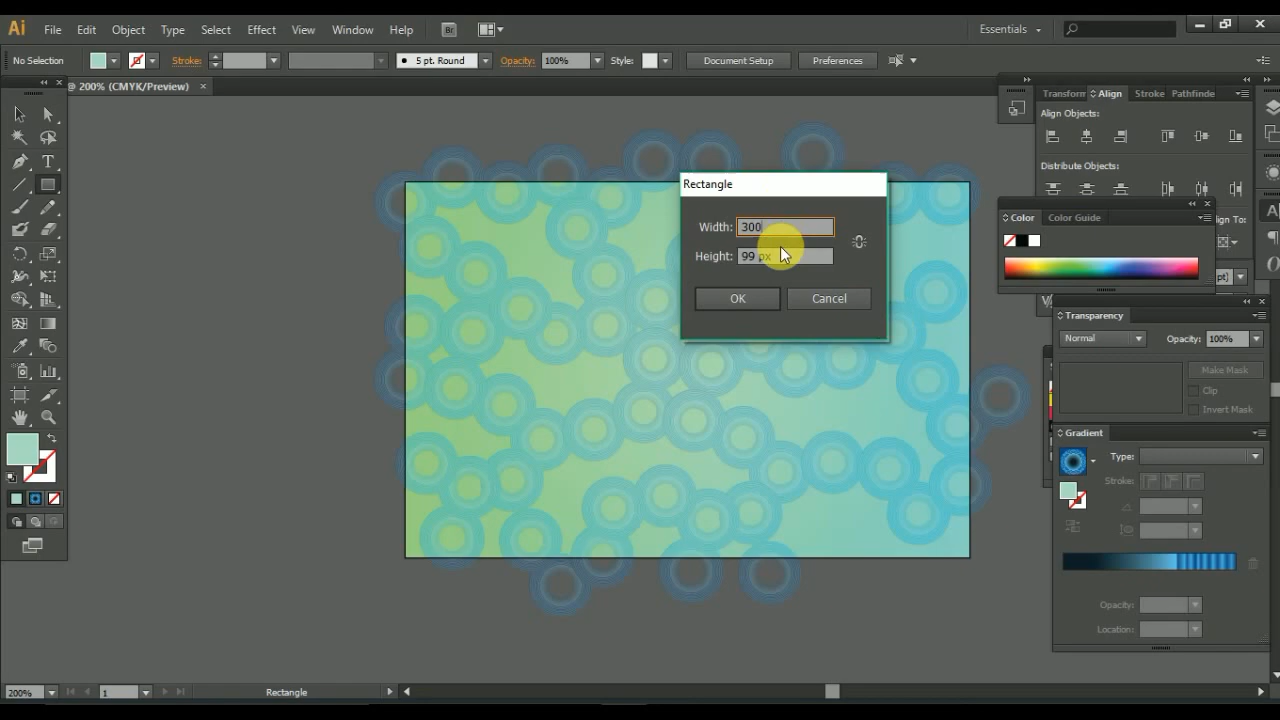 Ai File Edit Object Type Select Effect View Window Help Br Essentials
No Selection Stroke: 5 pt. Round Opacity: 100% Style: Document Setup Preferences
@ 200% (CMYK/Preview) ×
Transform Align Stroke Pathfinde
Align Objects:
Distribute Objects:
Rectangle
Width: 300
Height: 99 px
OK Cancel
Color Color Guide
Transparency
Normal Opacity: 100%
Make Mask
Clip
Invert Mask
Gradient
Type:
Stroke:
Opacity:
Location:
200% 1 Rectangle